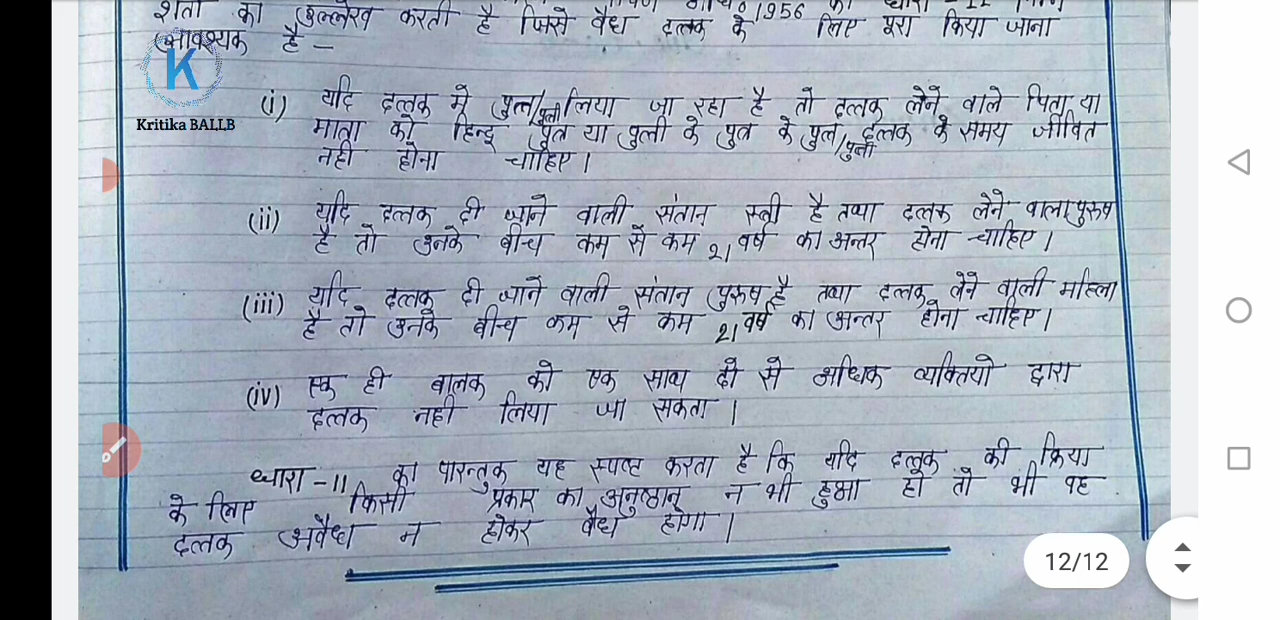 1956 की धारा -11
शर्तो का उल्लेख करती है जिसे वैध दत्तक के लिए पूरा किया जाना
आवश्यक है –
K
Kritika BALLB
(i) यदि दत्तक मे पुत्र/पुत्री लिया जा रहा है तो दत्तक लेने वाले पिता या
माता को हिन्दू पुत्र या पुत्री के पुत्र के पुत्र/पुत्री दत्तक के समय जीवित
नही होना चाहिए।
(ii) यदि दत्तक दी जाने वाली संतान स्त्री है तथा दत्तक लेने वाला पुरुष
है तो उनके बीच कम से कम 21 वर्ष का अन्तर होना चाहिए।
(iii) यदि दत्तक दी जाने वाली संतान पुरुष है तथा दत्तक लेने वाली महिला
है तो उनके बीच कम से कम 21 वर्ष का अन्तर होना चाहिए।
(iv) एक ही बालक को एक साथ दो से अधिक व्यक्तियो द्वारा
दत्तक नही लिया जा सकता।
धारा -11 का पारन्तुक यह स्पष्ट करता है कि यदि दत्तक की क्रिया
के लिए किसी प्रकार का अनुष्ठान न भी हुआ हो तो भी वह
दत्तक अवैध न होकर वैध होगा।
12/12